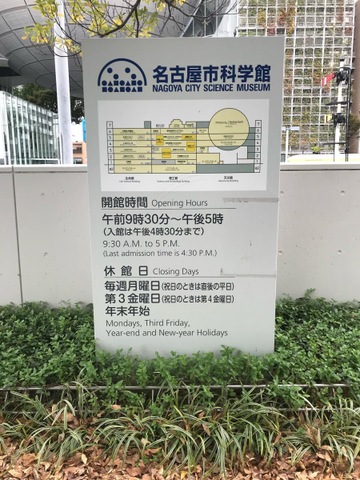 名古屋市科学館
NAGOYA CITY SCIENCE MUSEUM
開館時間 Opening Hours
午前9時30分～午後5時
(入館は午後4時30分まで)
9:30 A.M. to 5 P.M.
(Last admission time is 4:30 P.M.)
休館日 Closing Days
毎週月曜日(祝日のときは直後の平日)
第3金曜日(祝日のときは第4金曜日)
年末年始
Mondays, Third Friday,
Year-end and New-year Holidays